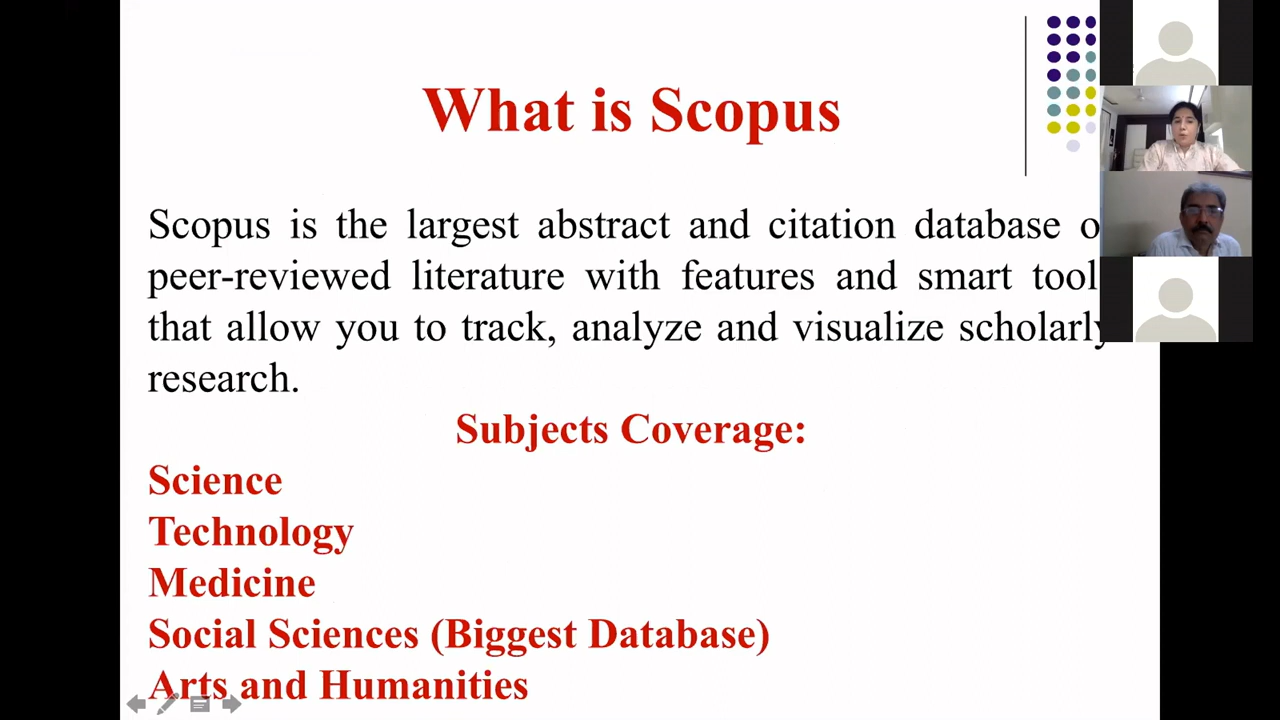 What is Scopus
Scopus is the largest abstract and citation database o
peer-reviewed literature with features and smart tool
that allow you to track, analyze and visualize scholarly
research.
Subjects Coverage:
Science
Technology
Medicine
Social Sciences (Biggest Database)
Arts and Humanities